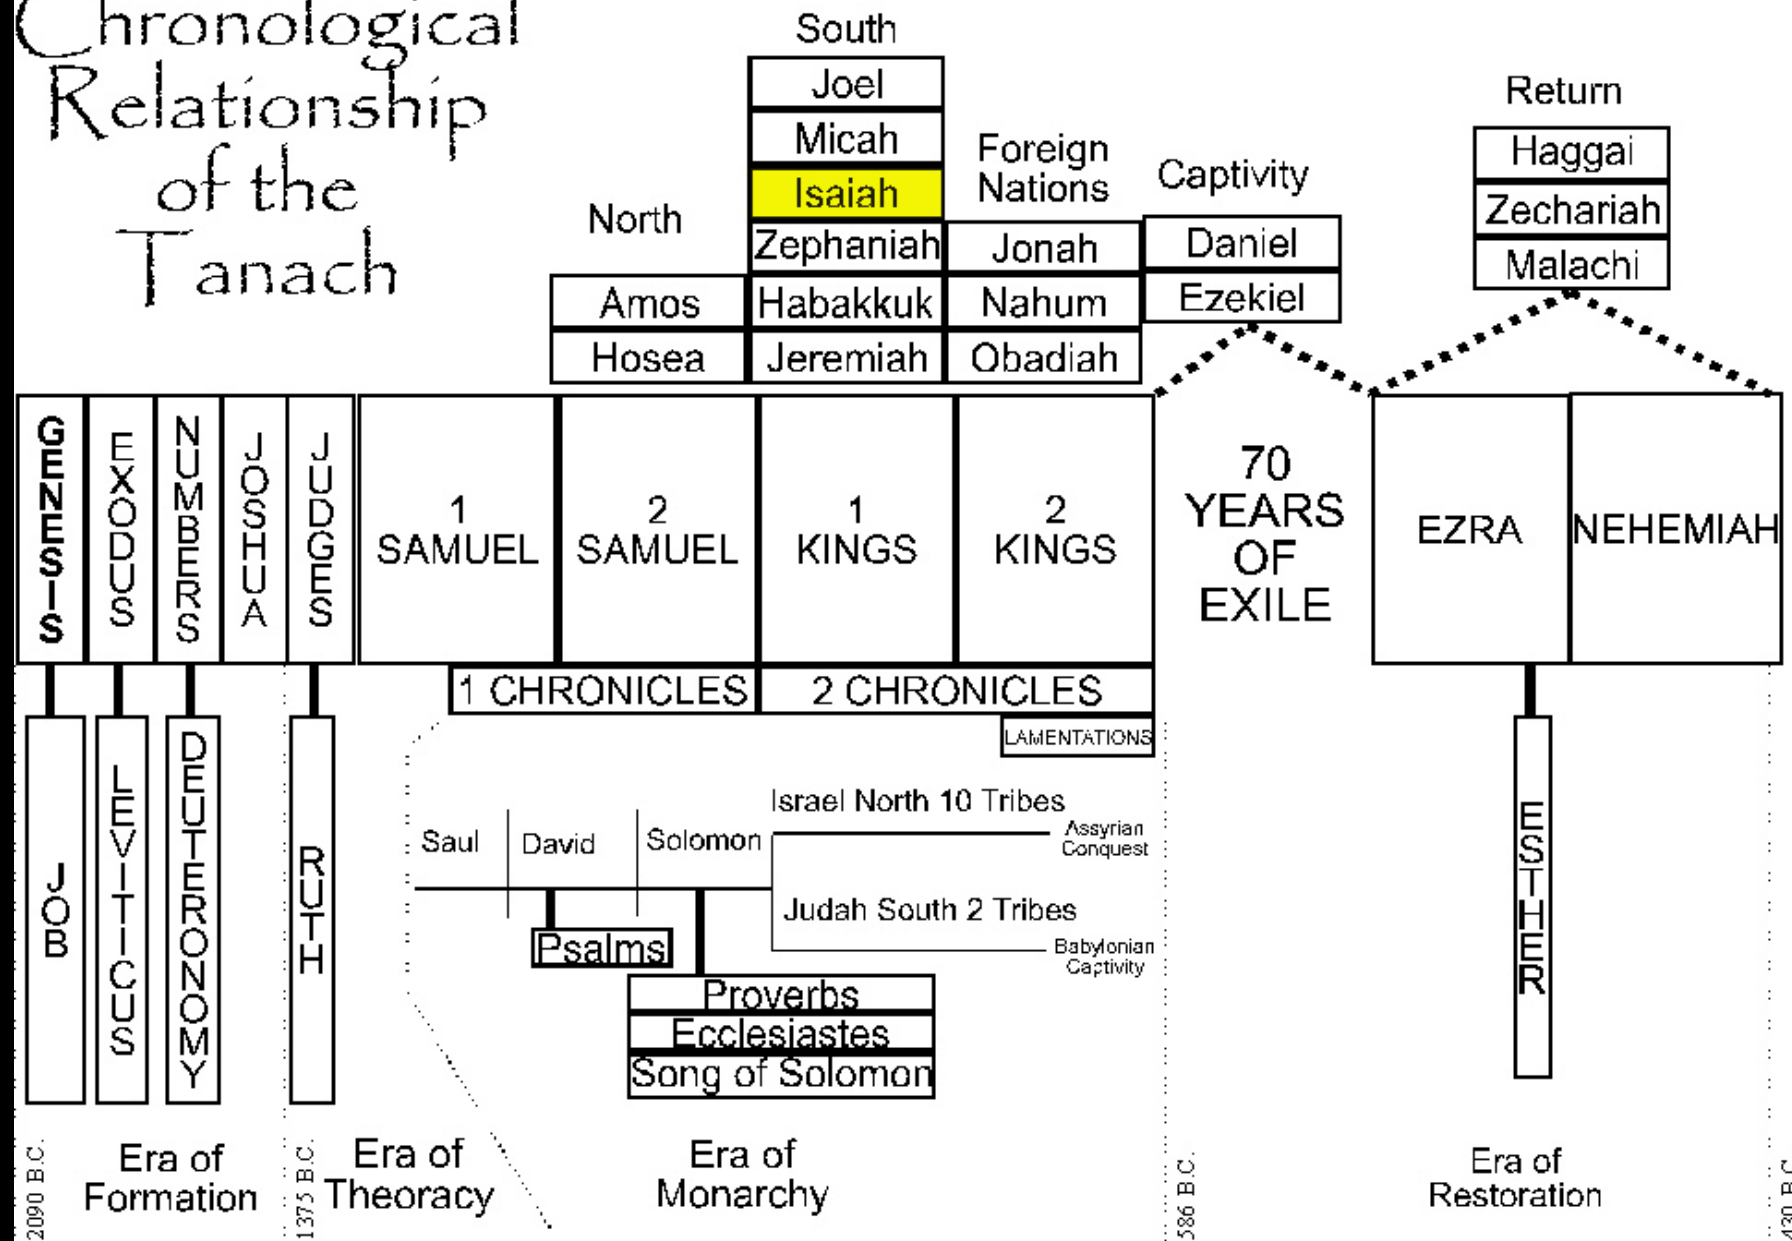 Chronological
Relationship
of the
Tanach
South
Joel
Micah
Isaiah
Zephaniah
Habakkuk
Jeremiah
North
Amos
Hosea
Foreign
Nations
Jonah
Nahum
Obadiah
Captivity
Daniel
Ezekiel
Return
Haggai
Zechariah
Malachi
GENESIS
EXODUS
NUMBERS
JOSHUA
JUDGES
1
SAMUEL
2
SAMUEL
1
KINGS
2
KINGS
70
YEARS
OF
EXILE
EZRA
NEHEMIAH
1 CHRONICLES
2 CHRONICLES
LAMENTATIONS
JOB
LEVITICUS
DEUTERONOMY
RUTH
Saul
David
Solomon
Israel North 10 Tribes
Assyrian
Conquest
Judah South 2 Tribes
Babylonian
Captivity
Psalms
Proverbs
Ecclesiastes
Song of Solomon
ESTHER
2090 B.C.
Era of
Formation
1375 B.C.
Era of
Theoracy
Era of
Monarchy
586 B.C.
Era of
Restoration
430 B.C